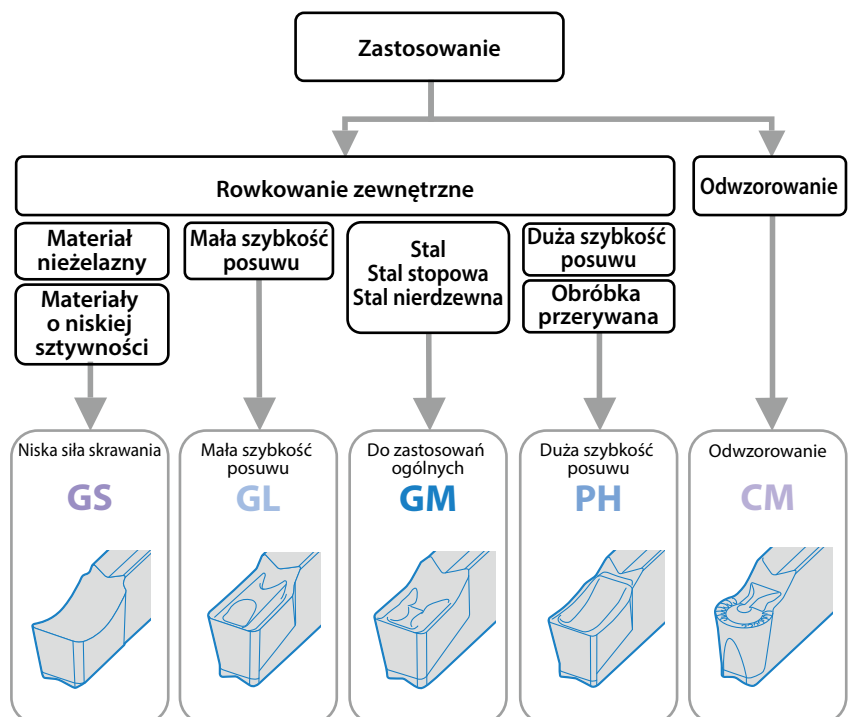 Zastosowanie
Rowkowanie zewnętrzne
Odwzorowanie
Materiał
nieżelazny
Materiały
o niskiej
sztywności
Mała szybkość
posuwu
Stal
Stal stopowa
Stal nierdzewna
Duża szybkość
posuwu
Obróbka
przerywana
Niska siła skrawania
GS
Mała szybkość
posuwu
GL
Do zastosowań
ogólnych
GM
Duża szybkość
posuwu
PH
Odwzorowanie
CM